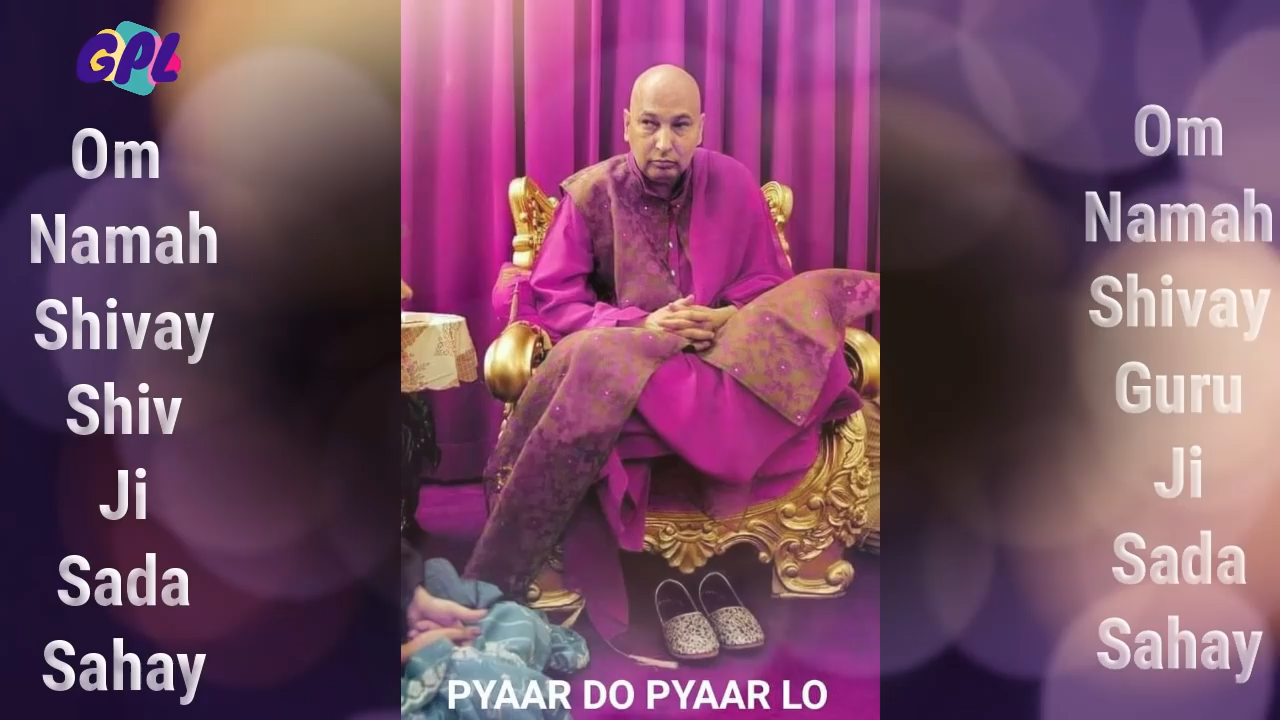 GPL
Om
Namah
Shivay
Shiv
Ji
Sada
Sahay
Om
Namah
Shivay
Guru
Ji
Sada
Sahay
PYAAR DO PYAAR LO